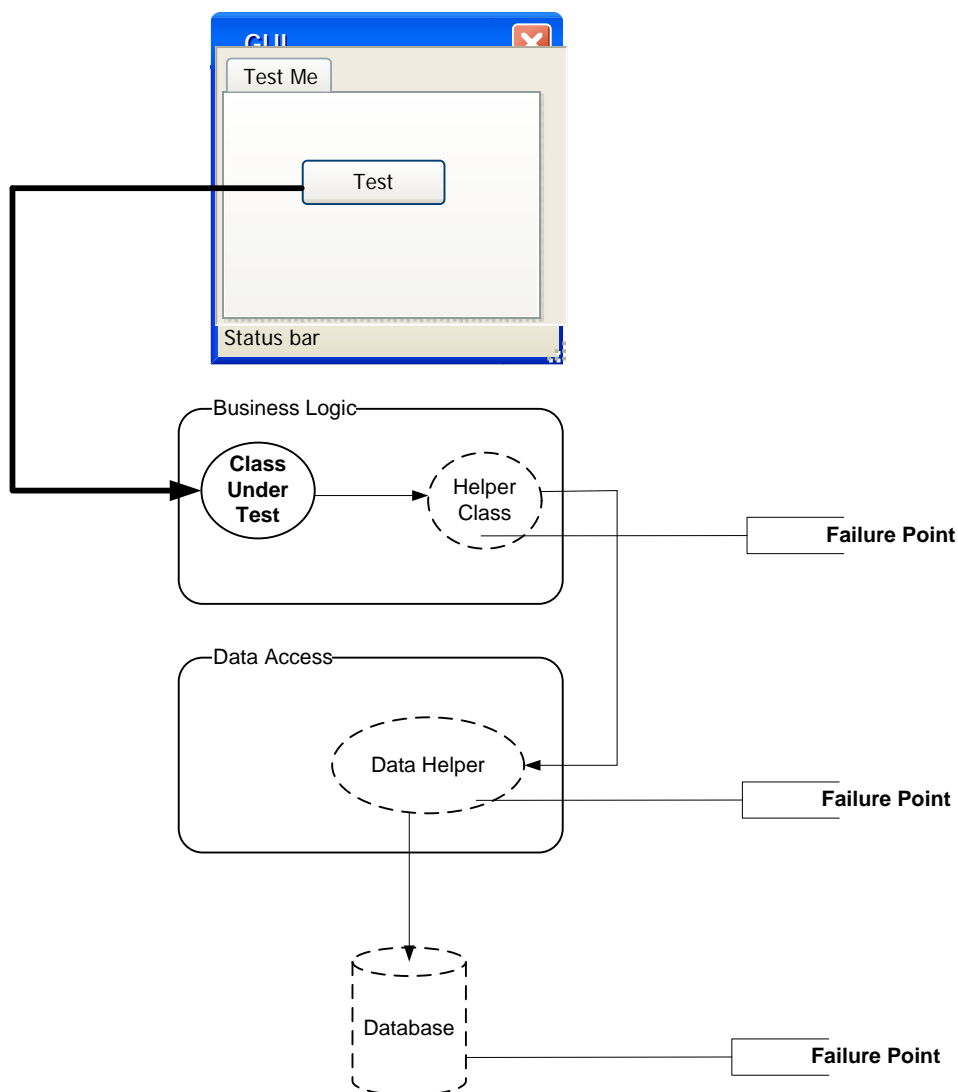 GUI
Test Me
Test
Status bar
Business Logic
Class
Under
Test
Helper
Class
Failure Point
Data Access
Data Helper
Failure Point
Database
Failure Point